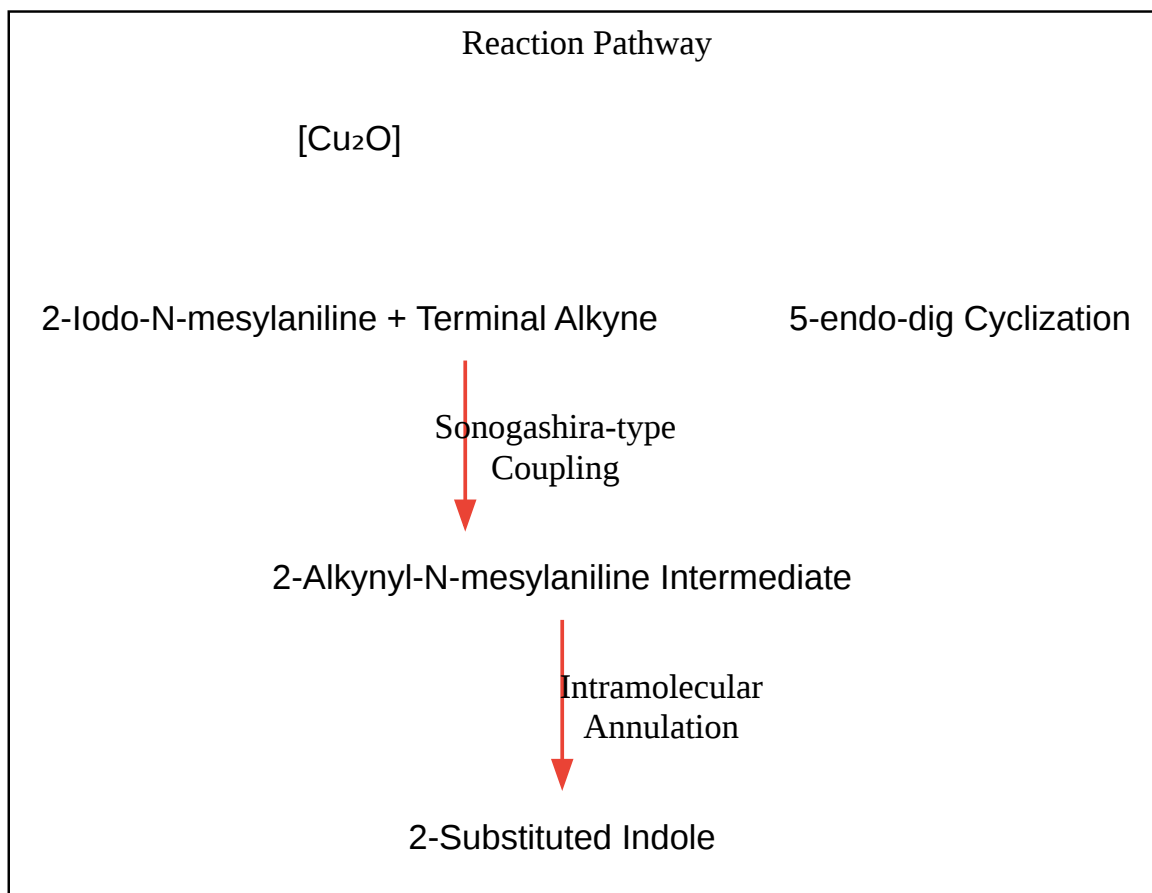 Reaction Pathway
[Cu₂O]
2-Iodo-N-mesylaniline + Terminal Alkyne
5-endo-dig Cyclization
Sonogashira-type
Coupling
2-Alkynyl-N-mesylaniline Intermediate
Intramolecular
Annulation
2-Substituted Indole